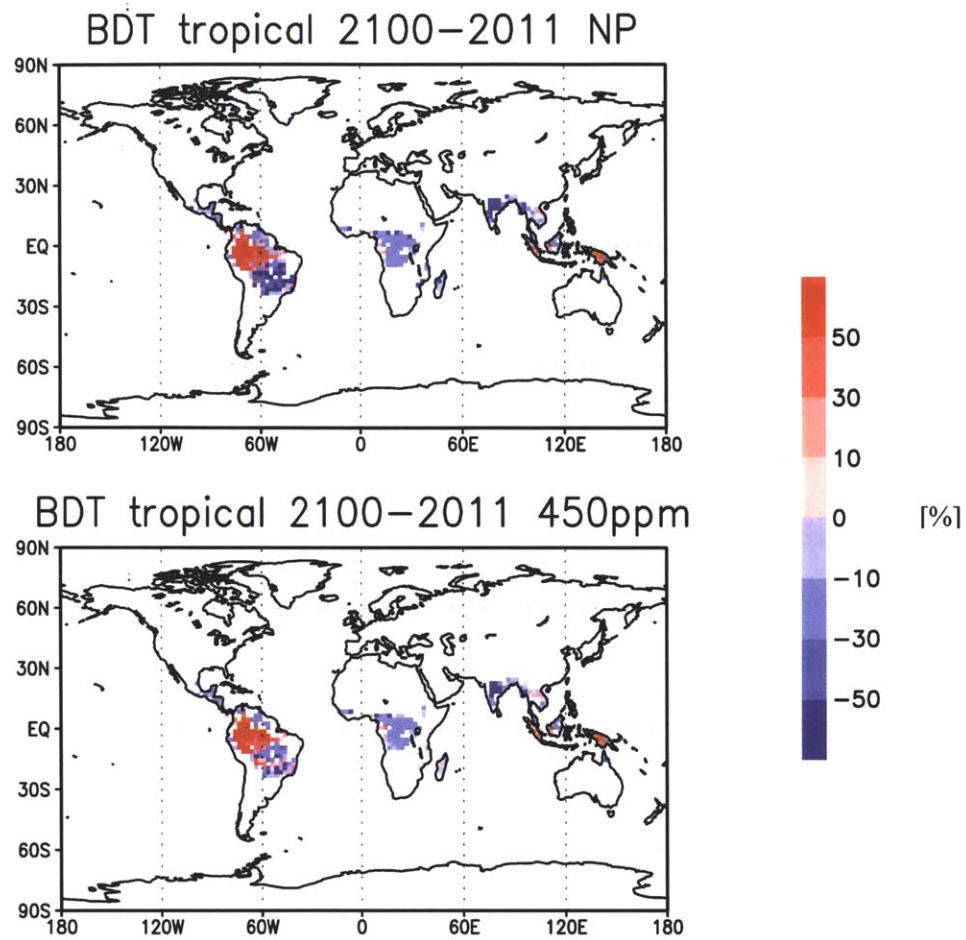 BDT tropical 2100-2011 NP
90N
60N
30N
EQ
30S
60S
90S
180 120W 60W 0 60E 120E 180
BDT tropical 2100-2011 450ppm
90N
60N
30N
EQ
30S
60S
90S
180 120W 60W 0 60E 120E 180
50
30
10
0
-10
-30
-50
[%]